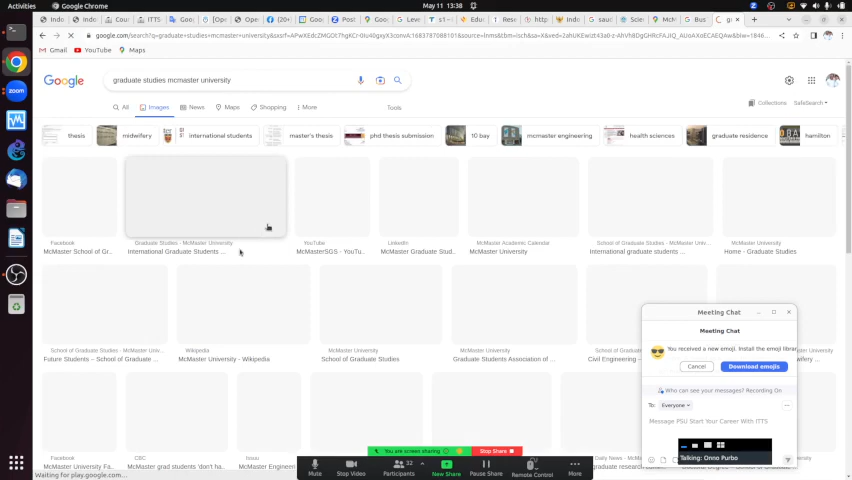 Activities
Google Chrome
May 11 13:38
Gmail
YouTube
Maps
Google
graduate studies mcmaster university
All
Images
News
Maps
Shopping
More
Tools
Collections
SafeSearch
thesis
midwifery
international students
master's thesis
phd thesis submission
10 bay
mcmaster engineering
health sciences
graduate residence
hamilton
Facebook
McMaster School of Gr...
Graduate Studies - McMaster University
International Graduate Students ...
YouTube
McMasterSGS - YouTu...
LinkedIn
McMaster Graduate Stud...
McMaster Academic Calendar
McMaster University
School of Graduate Studies - McMaster Univ...
International graduate students ...
McMaster University
Home - Graduate Studies
School of Graduate Studies - McMaster Univ...
Future Students – School of Graduate ...
Wikipedia
McMaster University - Wikipedia
McMaster University
School of Graduate Studies
McMaster University
Graduate Students Association of ...
School of Graduate
Civil Engineering -
CBC
McMaster University Fa...
McMaster grad students 'don't ha...
Issuu
Daily News -
Meeting Chat
Meeting Chat
You received a new emoji. Install the emoji librar
Cancel
Download emojis
Who can see your messages? Recording On
To: Everyone
Message PSU Start Your Career With ITTS
Talking: Onno Purbo
You are screen sharing
Stop Share
Mute
Stop Video
32
Participants
New Share
Pause Share
Remote Control
More
Waiting for play.google.com...